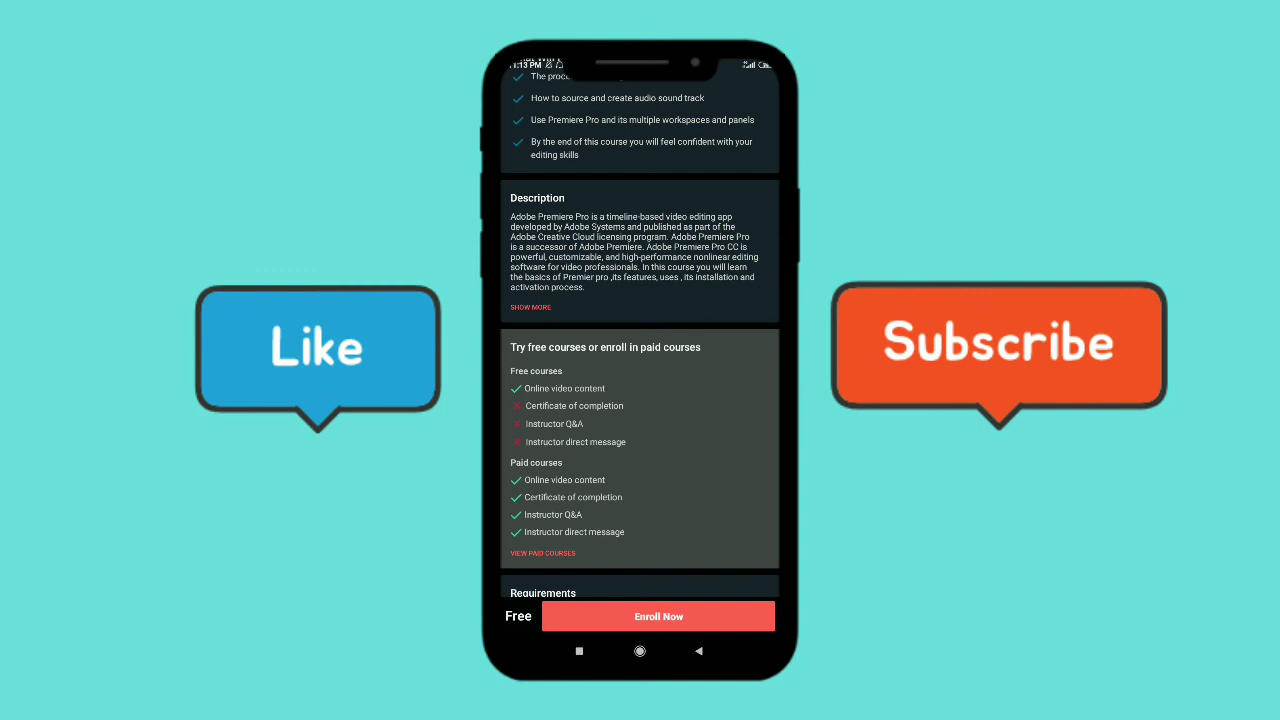 11:13 PM
The proc
How to source and create audio sound track
Use Premiere Pro and its multiple workspaces and panels
By the end of this course you will feel confident with your
editing skills
Description
Adobe Premiere Pro is a timeline-based video editing app
developed by Adobe Systems and published as part of the
Adobe Creative Cloud licensing program. Adobe Premiere Pro
is a successor of Adobe Premiere. Adobe Premiere Pro CC is
powerful, customizable, and high-performance nonlinear editing
software for video professionals. In this course you will learn
the basics of Premier pro ,its features, uses , its installation and
activation process.
SHOW MORE
Like
Subscribe
Try free courses or enroll in paid courses
Free courses
Online video content
Certificate of completion
Instructor Q&A
Instructor direct message
Paid courses
Online video content
Certificate of completion
Instructor Q&A
Instructor direct message
VIEW PAID COURSES
Requirements
Free
Enroll Now